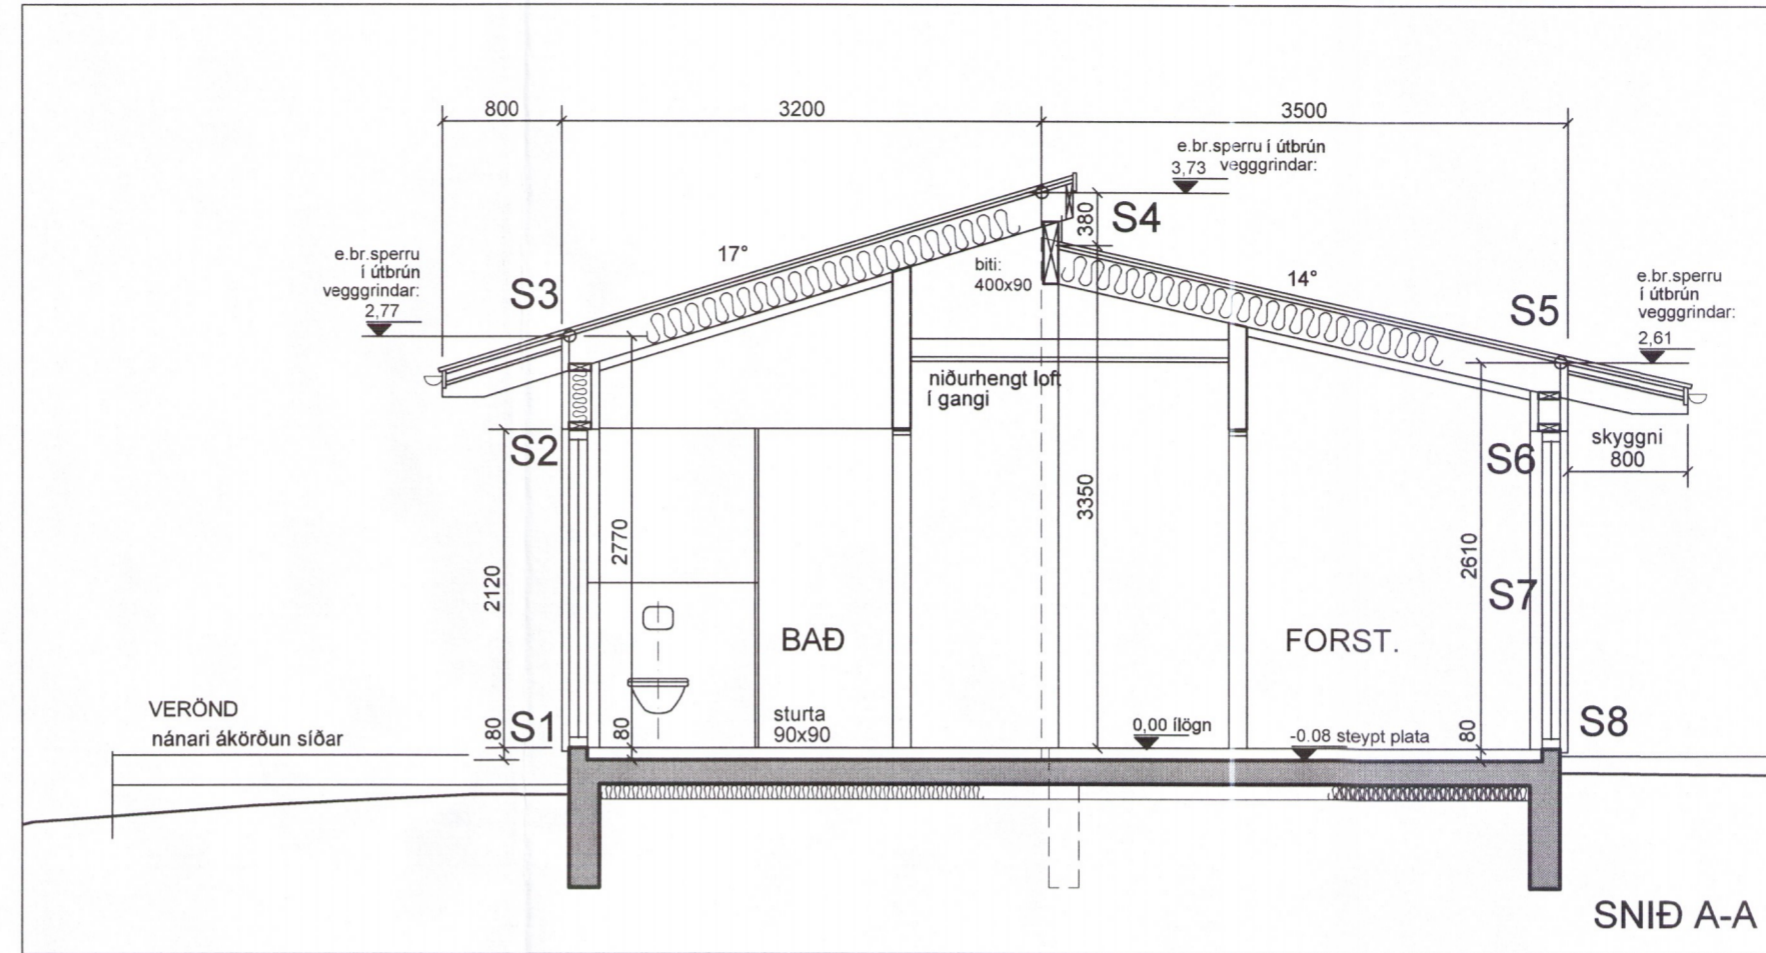 800
3200
3500
e.br.sperru í útbrún
vegggrindar:
3,73
380
S4
17°
e.br.sperru
í útbrún
vegggrindar:
2,77
S3
biti:
400x90
14°
e.br.sperru
í útbrún
vegggrindar:
2,61
S5
niðurhengt loft
í gangi
S2
S6
skyggni
800
2770
3350
2610
2120
S7
BAÐ
FORST.
VERÖND
nánari ákörðun síðar
S1
80
80
sturta
90x90
0,00 ílögn
-0.08 steypt plata
80
S8
SNIÐ A-A